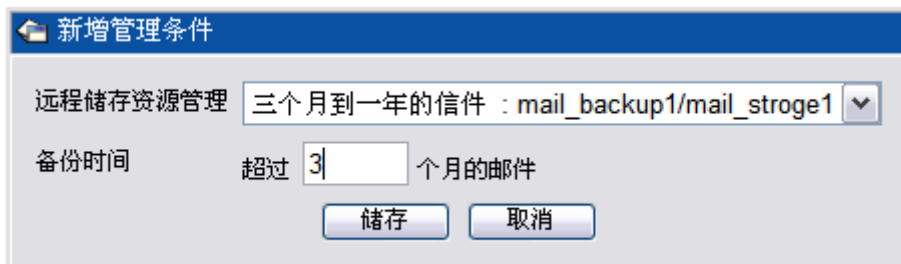 新增管理条件
远程储存资源管理 三个月到一年的信件 : mail_backup1/mail_stroge1
备份时间 超过 3 个月的邮件
储存 取消